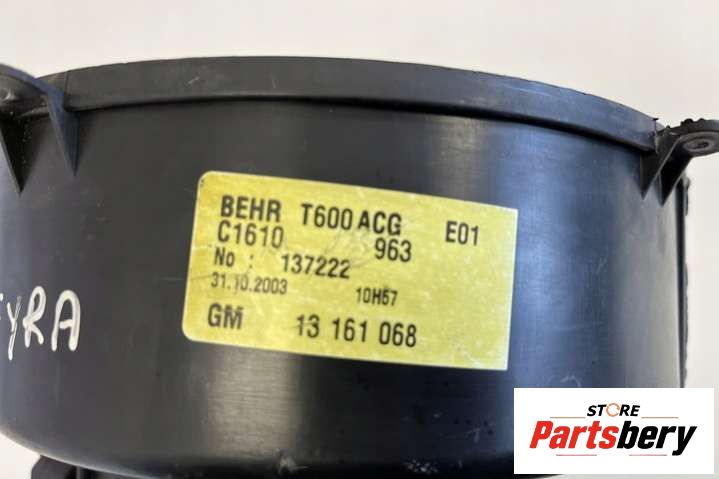 BEHR T600 ACG E01
C1610 963
No : 137222
31.10.2003 10H57
GM 13 161 068
YRA
STORE
Partsbery